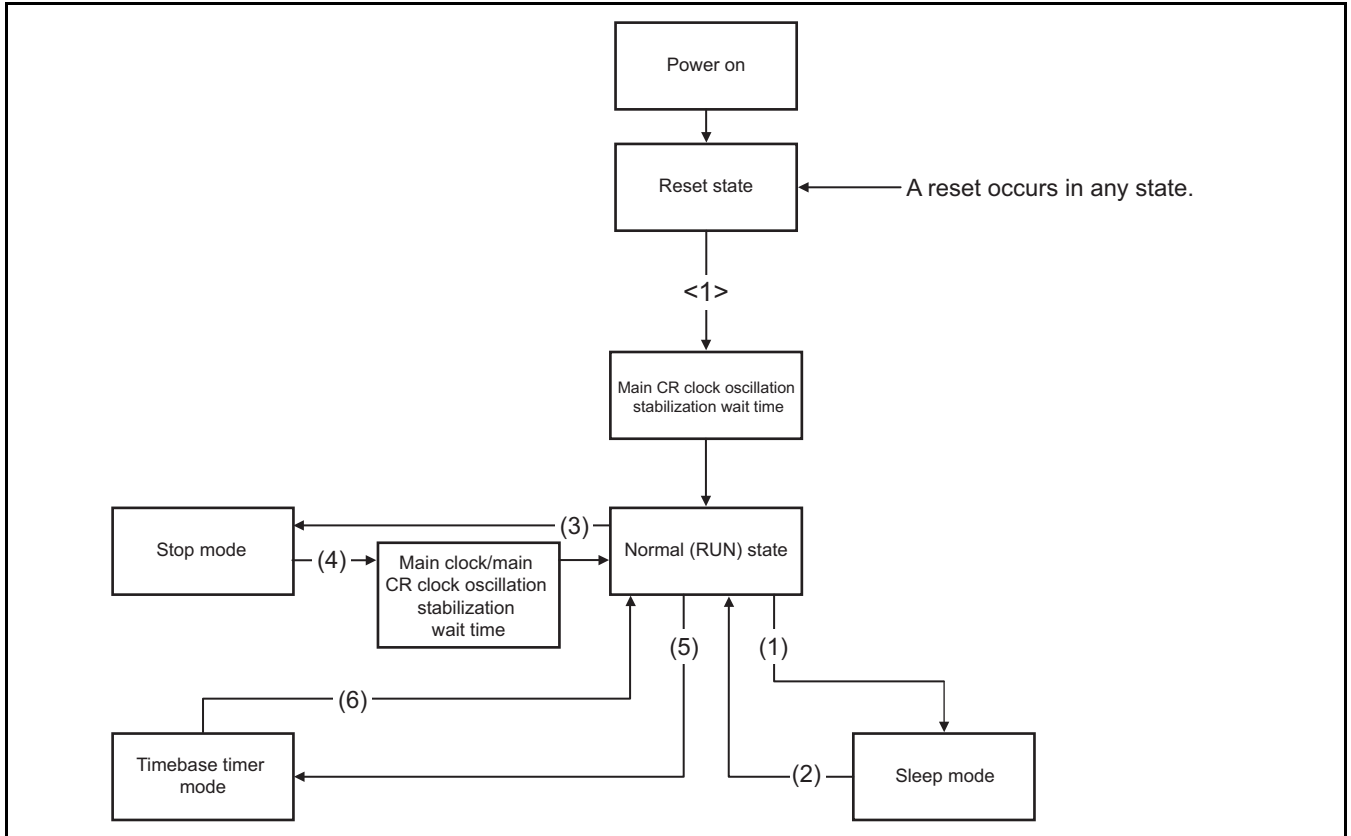 Power on
Reset state
A reset occurs in any state.
<1>
Main CR clock oscillation
stabilization wait time
Stop mode
(3)
(4)
Main clock/main
CR clock oscillation
stabilization
wait time
Normal (RUN) state
(5)
(1)
(6)
Timebase timer
mode
(2)
Sleep mode